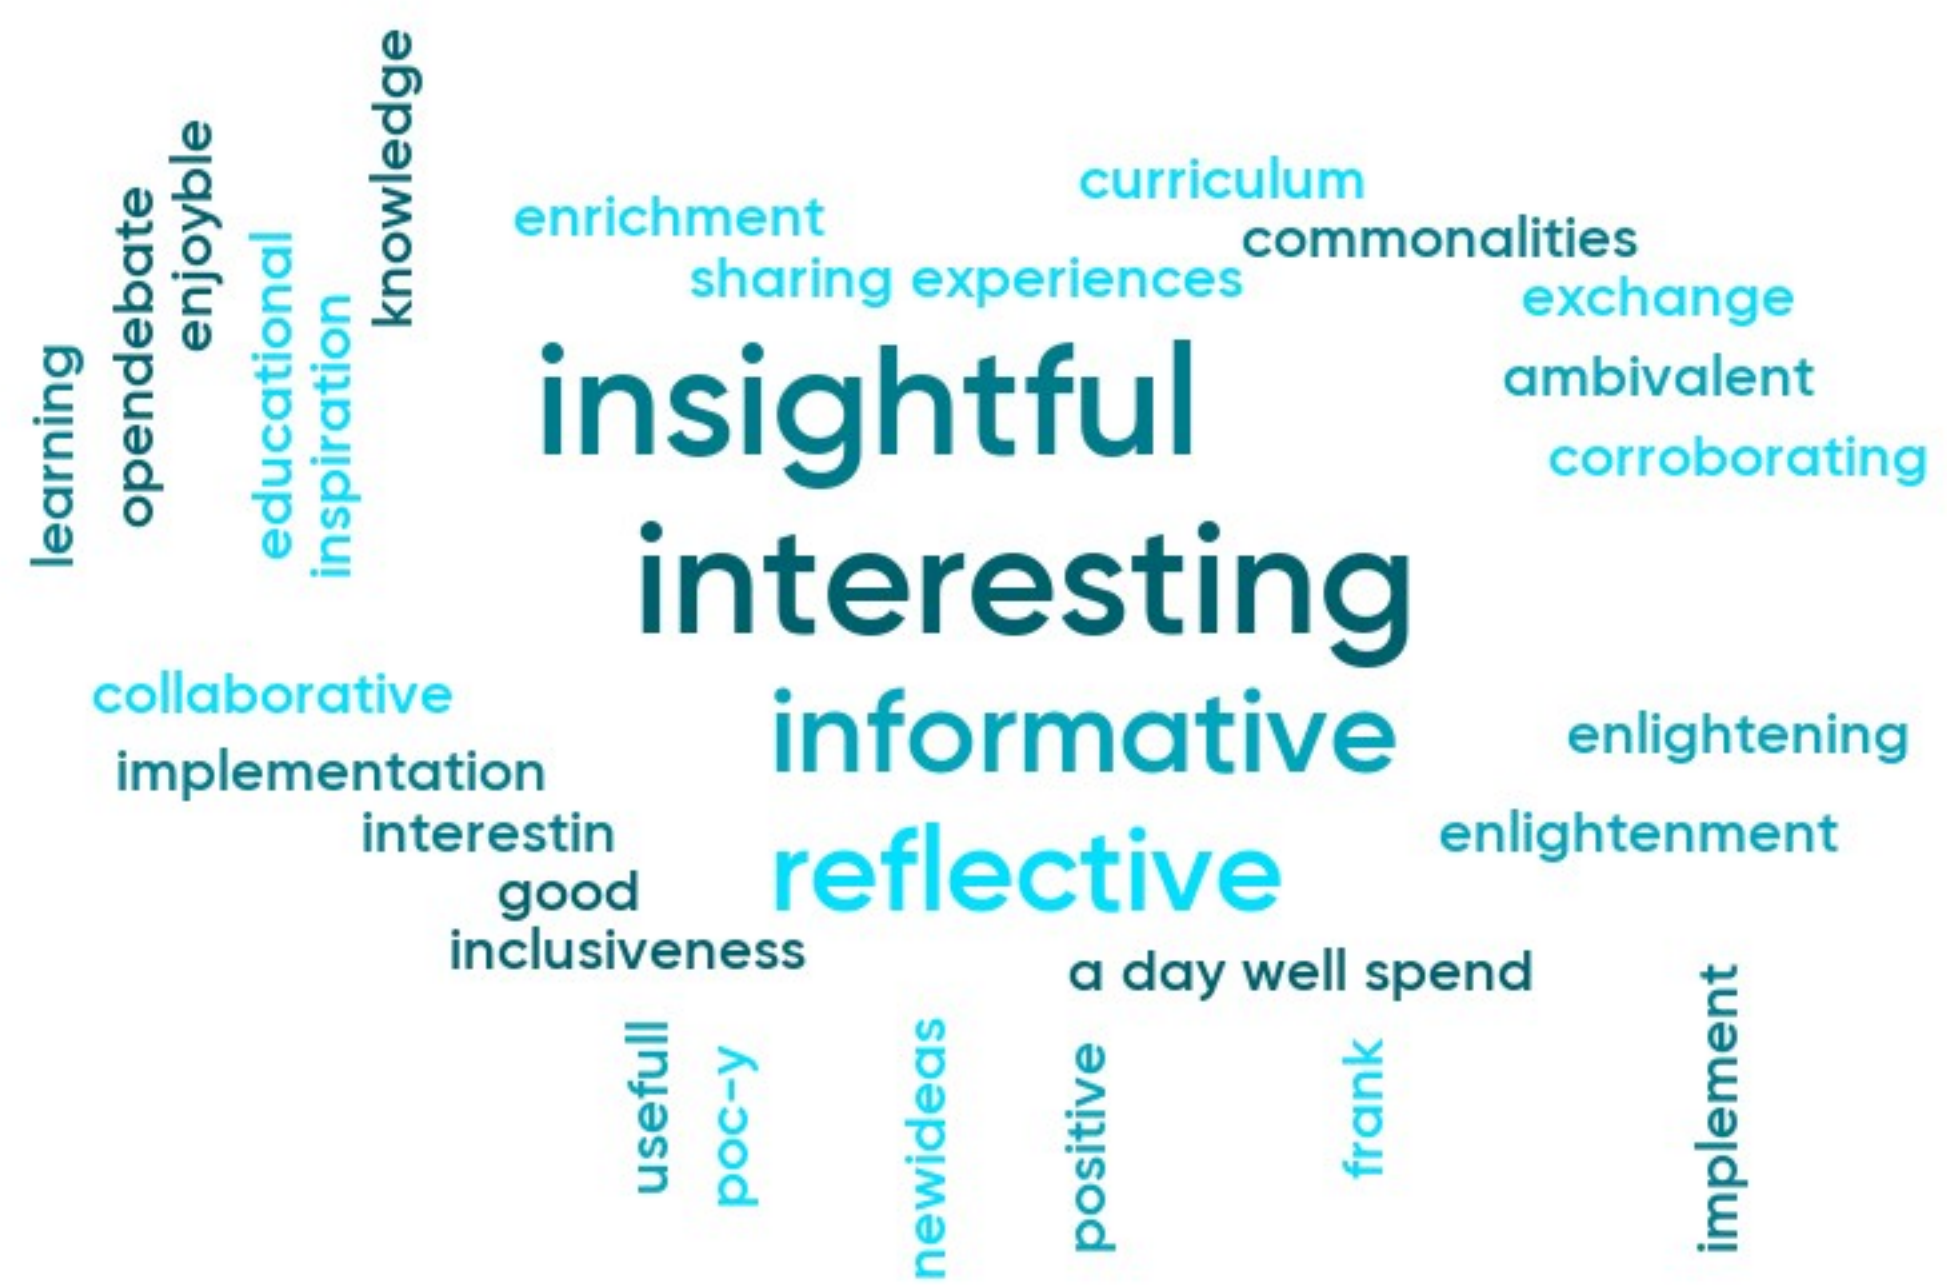 knowledge
enjoyble
opendebate
educational
inspiration
learning
curriculum
enrichment
commonalities
sharing experiences
exchange
insightful
ambivalent
corroborating
interesting
collaborative
informative
enlightening
implementation
interestin
enlightenment
reflective
good
inclusiveness
a day well spend
implement
usefull
poc-y
newideas
positive
frank